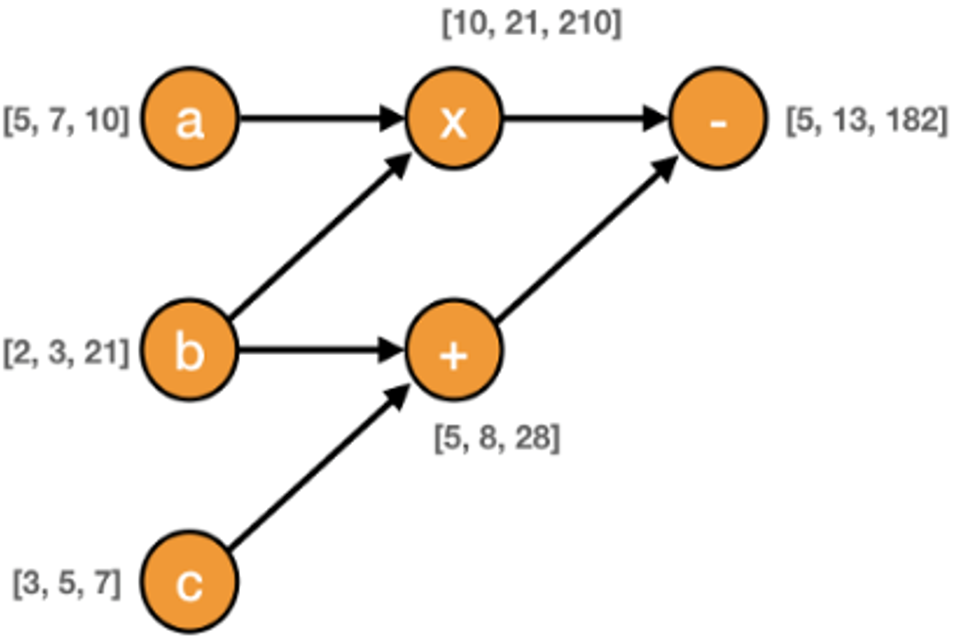 [10, 21, 210]
[5, 7, 10] a x - [5, 13, 182]
[2, 3, 21] b +
[5, 8, 28]
[3, 5, 7] c